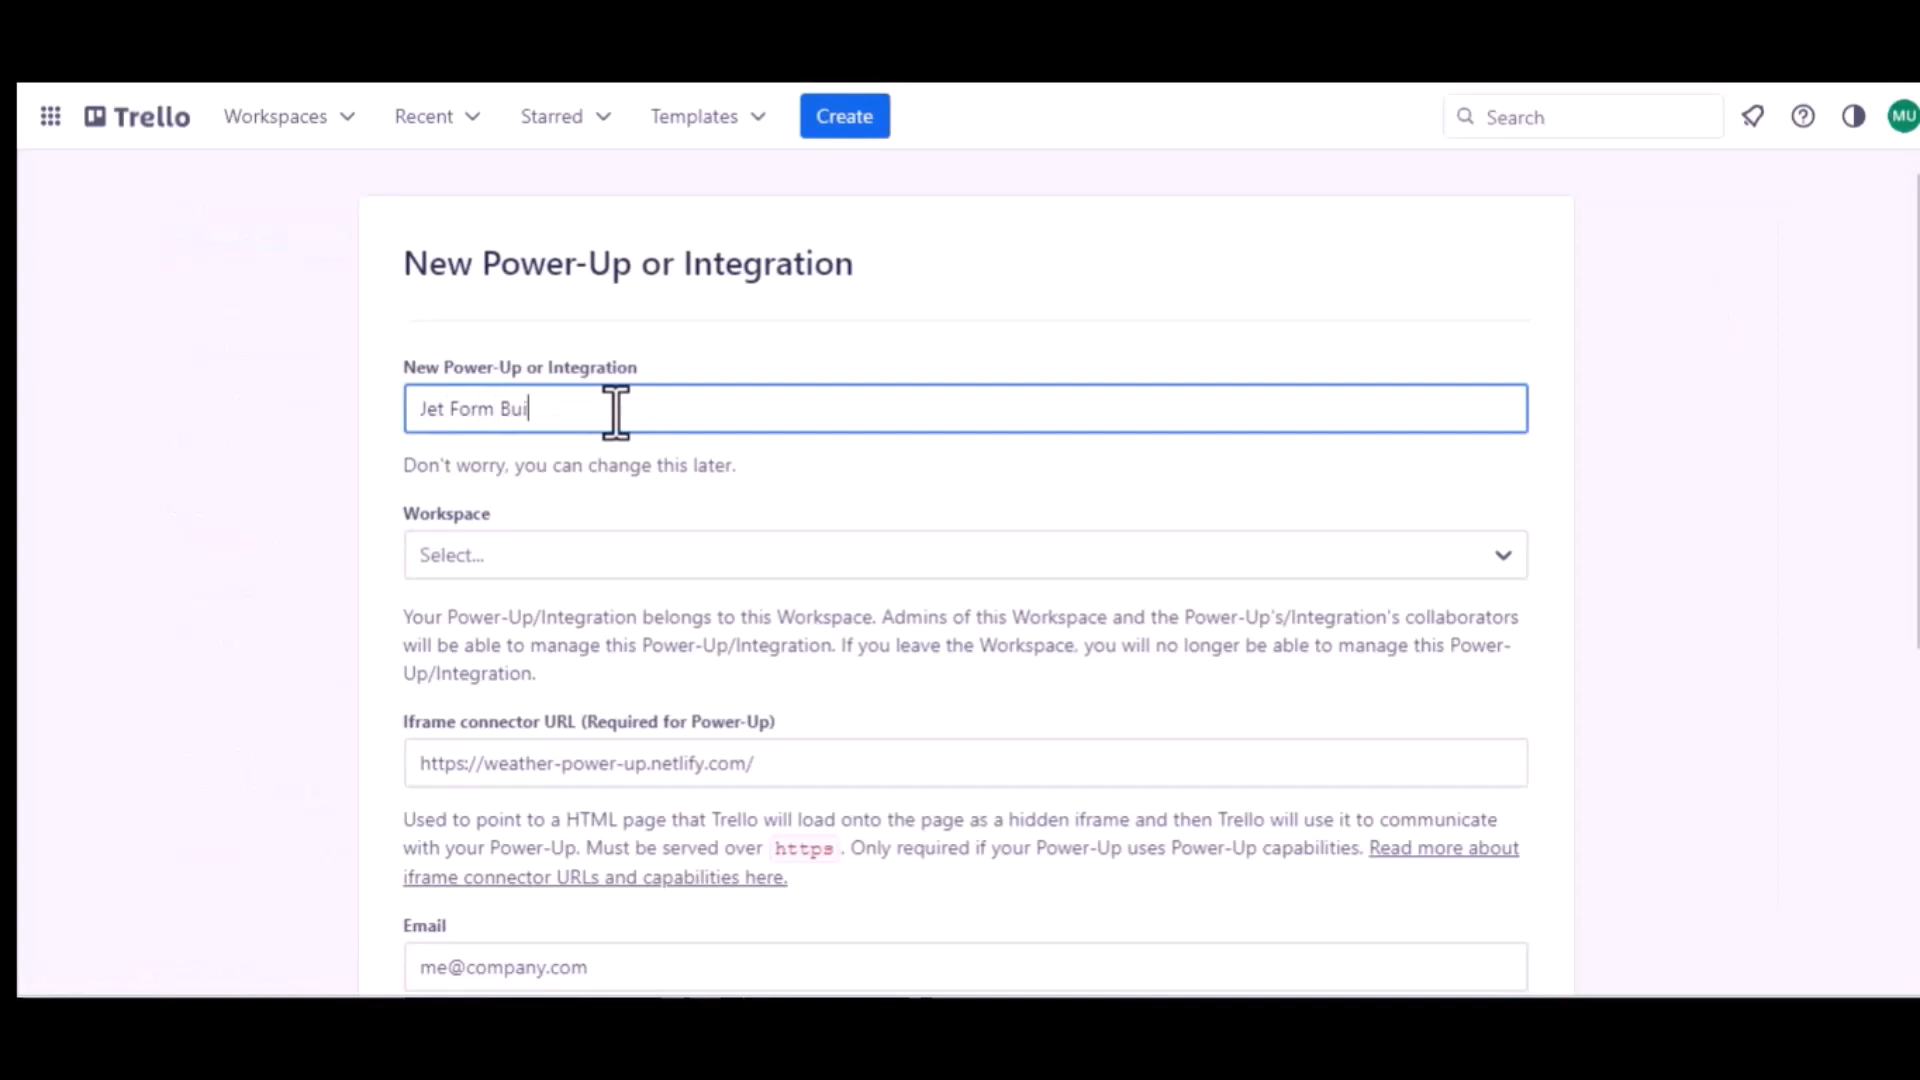 Trello Workspaces Recent Starred Templates Create Search MU
New Power-Up or Integration
New Power-Up or Integration
Jet Form Bui
Don't worry, you can change this later.
Workspace
Select...
Your Power-Up/Integration belongs to this Workspace. Admins of this Workspace and the Power-Up's/Integration's collaborators
will be able to manage this Power-Up/Integration. If you leave the Workspace, you will no longer be able to manage this Power-
Up/Integration.
Iframe connector URL (Required for Power-Up)
https://weather-power-up.netlify.com/
Used to point to a HTML page that Trello will load onto the page as a hidden iframe and then Trello will use it to communicate
with your Power-Up. Must be served over https. Only required if your Power-Up uses Power-Up capabilities. Read more about
iframe connector URLs and capabilities here.
Email
me@company.com